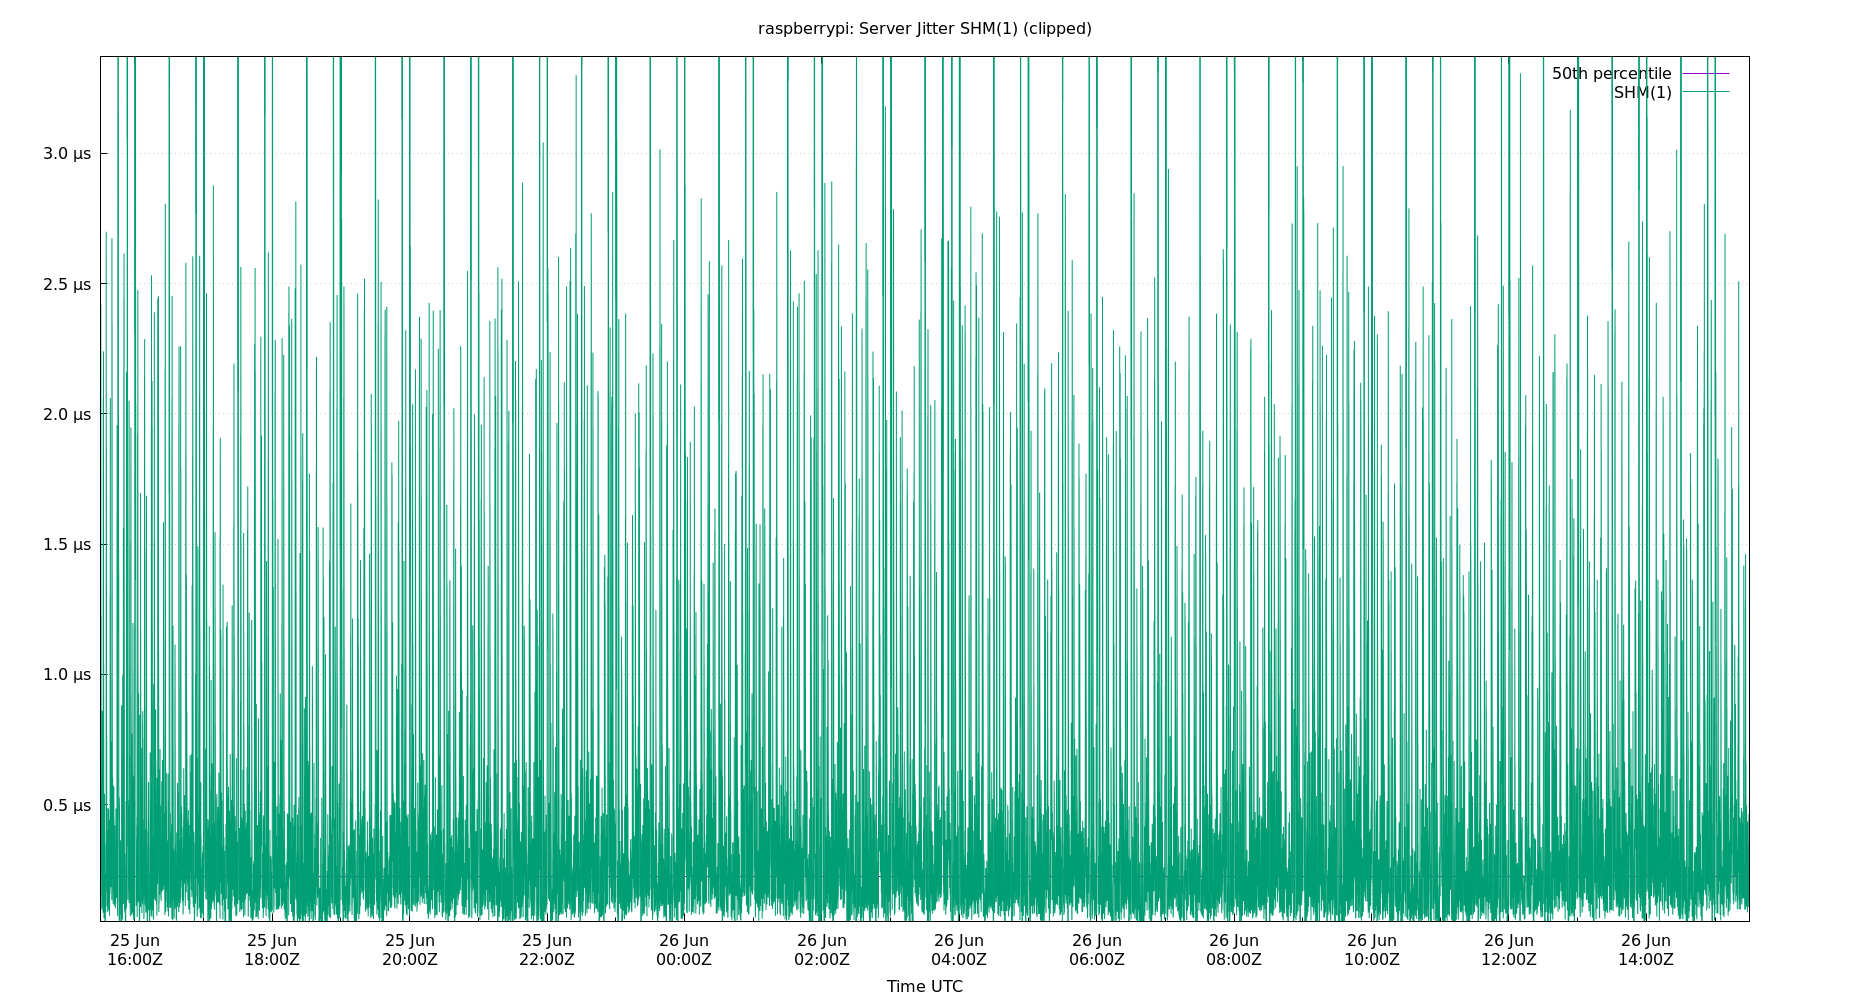 raspberrypi: Server Jitter SHM(1) (clipped)
50th percentile
SHM(1)
3.0 µs
2.5 µs
2.0 µs
1.5 µs
1.0 µs
0.5 µs
25 Jun 25 Jun 25 Jun 25 Jun 26 Jun 26 Jun 26 Jun 26 Jun 26 Jun 26 Jun 26 Jun 26 Jun
16:00Z 18:00Z 20:00Z 22:00Z 00:00Z 02:00Z 04:00Z 06:00Z 08:00Z 10:00Z 12:00Z 14:00Z
Time UTC